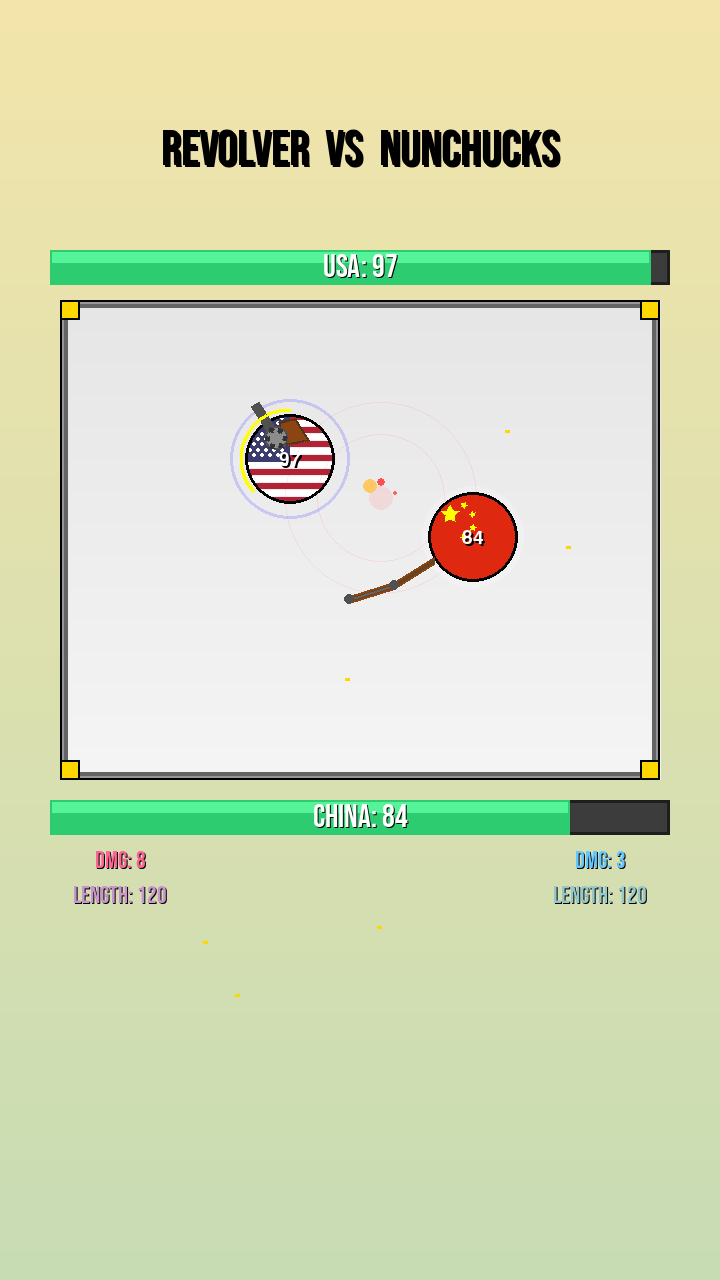 REVOLVER VS NUNCHUCKS
USA: 97
97
84
CHINA: 84
DMG: 8
DMG: 3
LENGTH: 120
LENGTH: 120